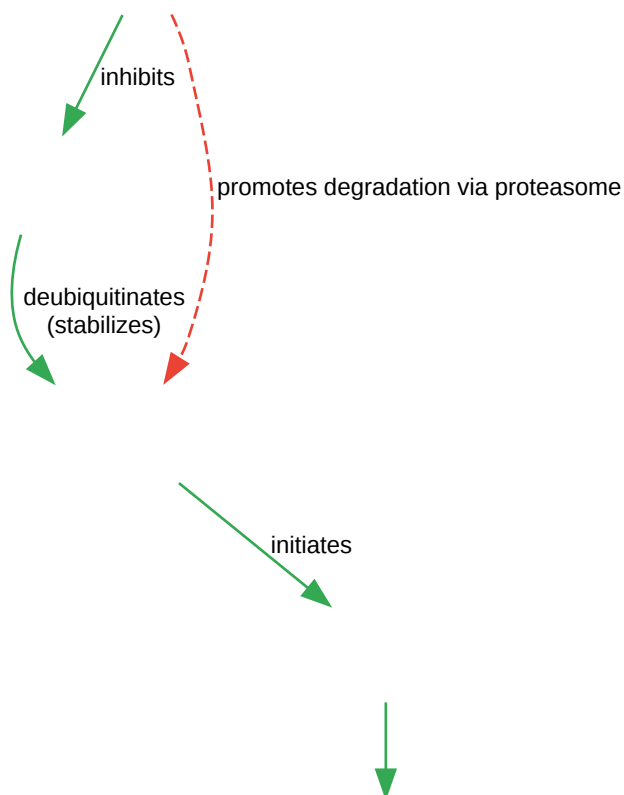 inhibits
promotes degradation via proteasome
deubiquitinates
(stabilizes)
initiates